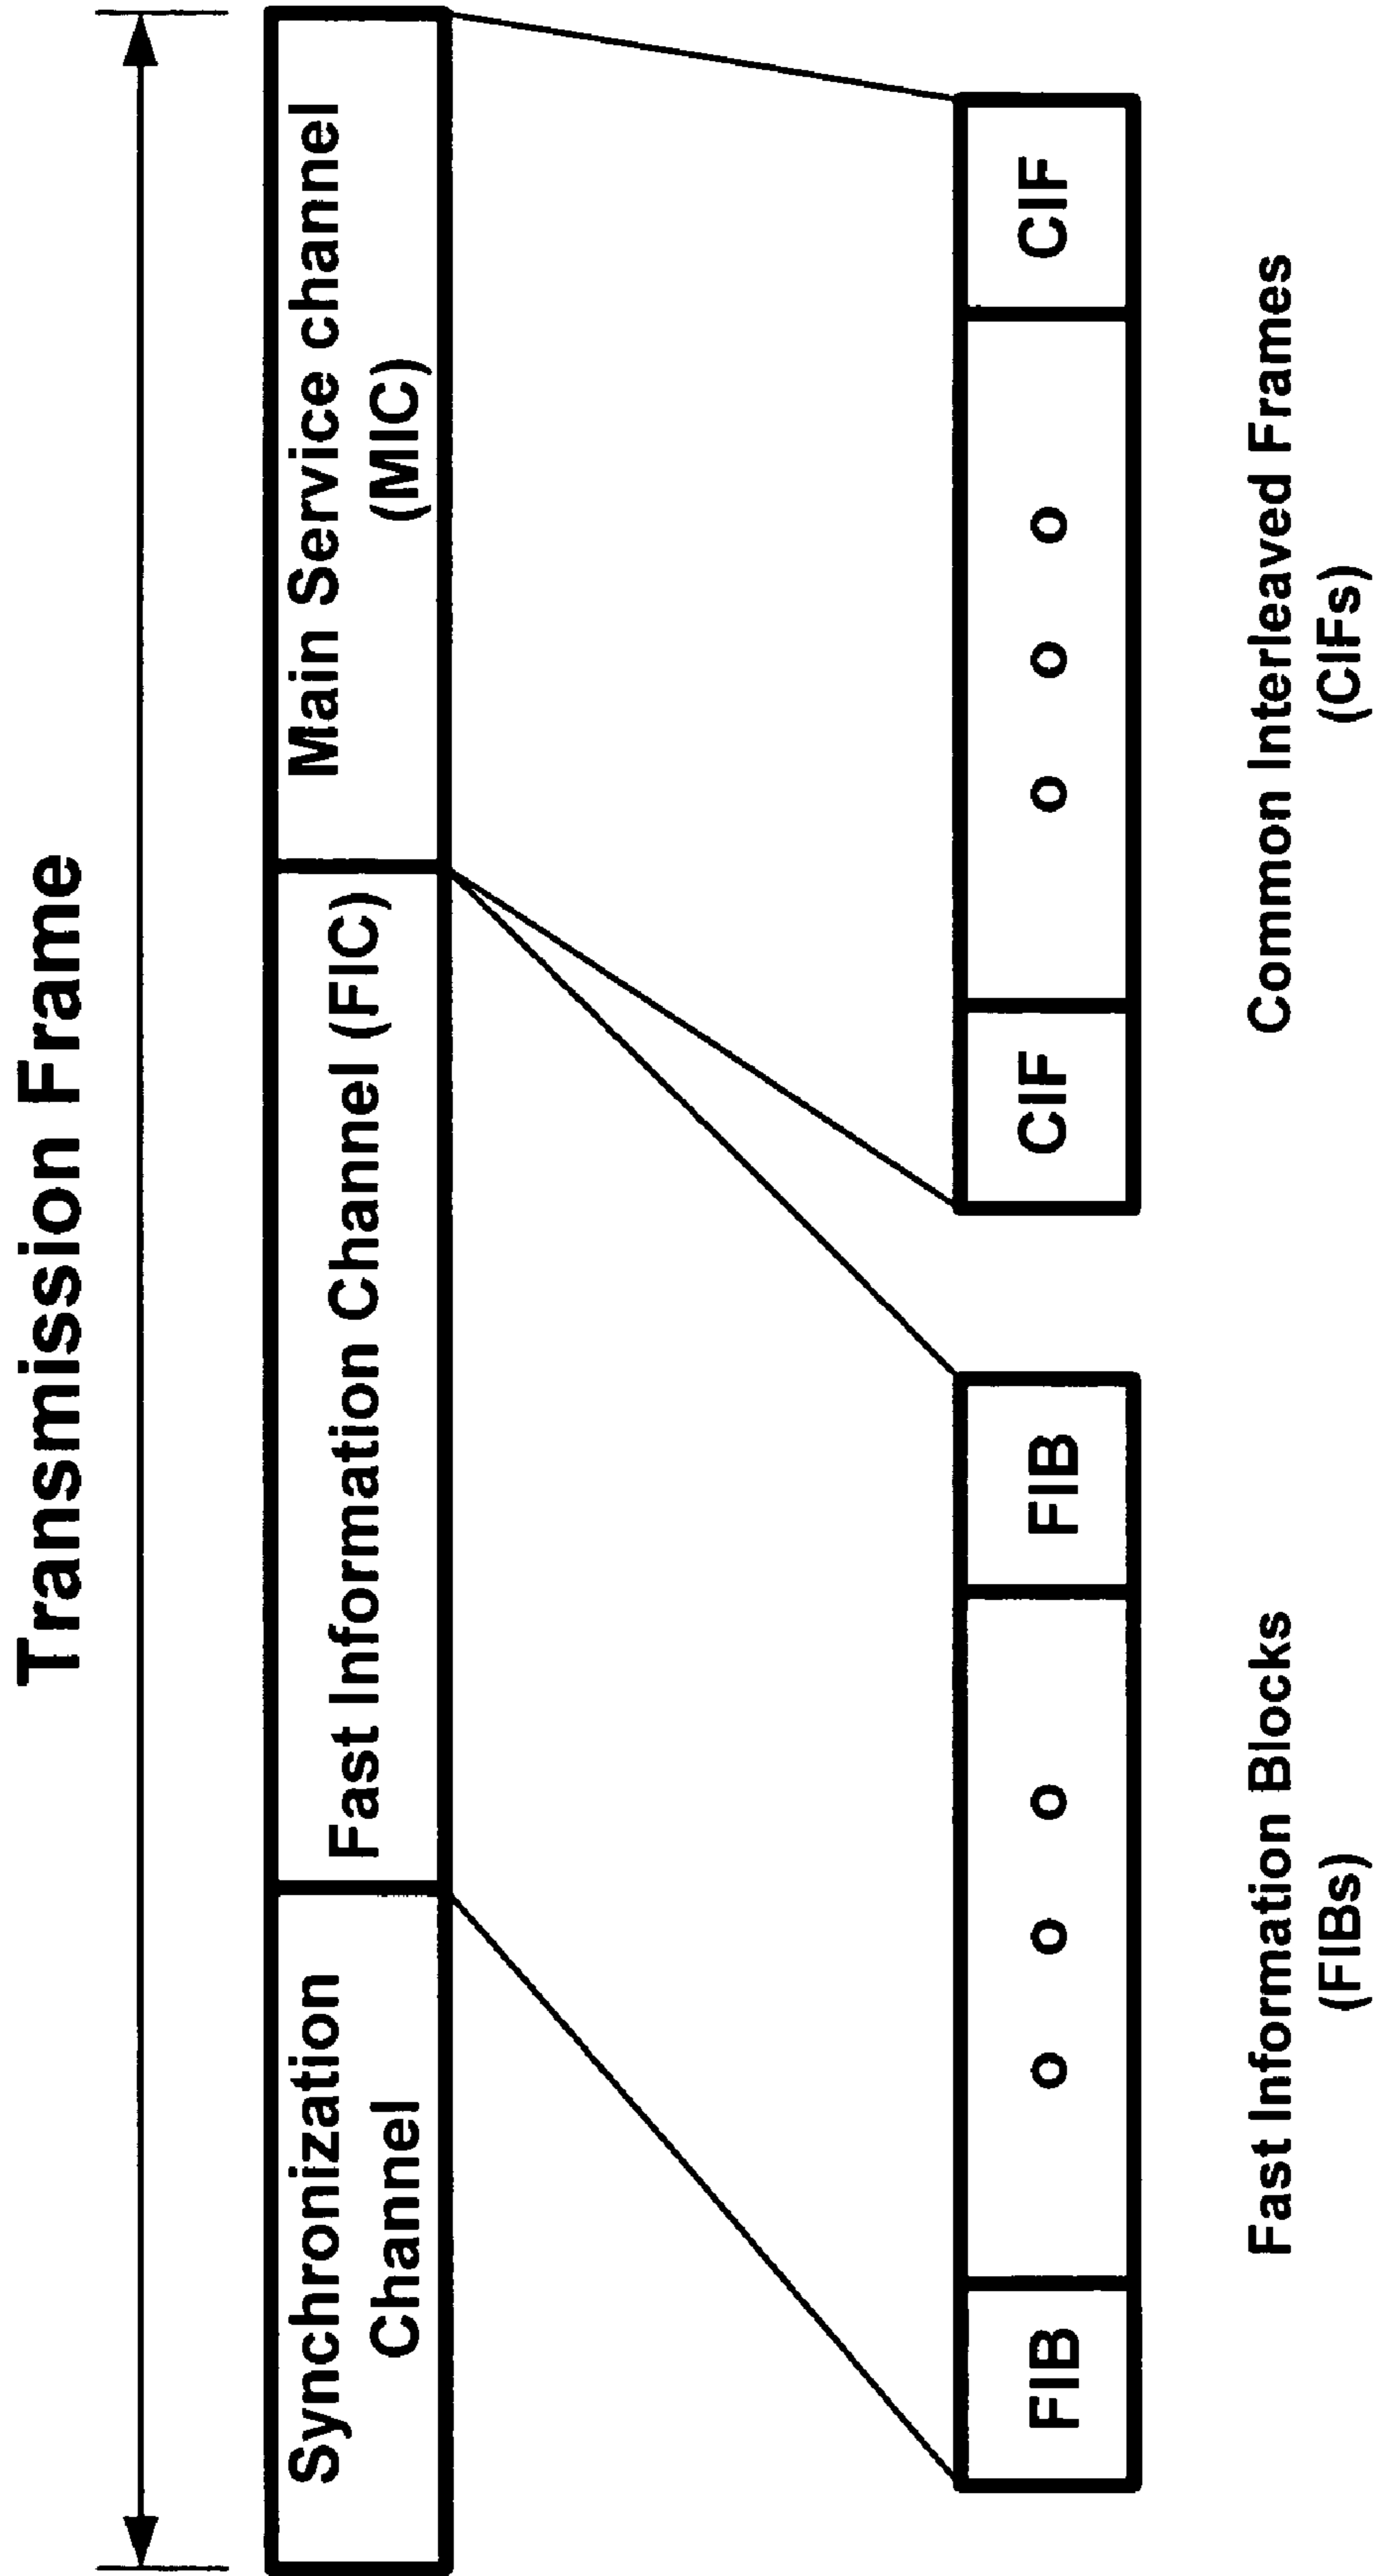 Transmission Frame
Synchronization
Channel
Fast Information Channel (FIC)
Main Service channel
(MIC)
FIB
o o o
FIB
CIF
o o o
CIF
Fast Information Blocks
(FIBs)
Common Interleaved Frames
(CIFs)